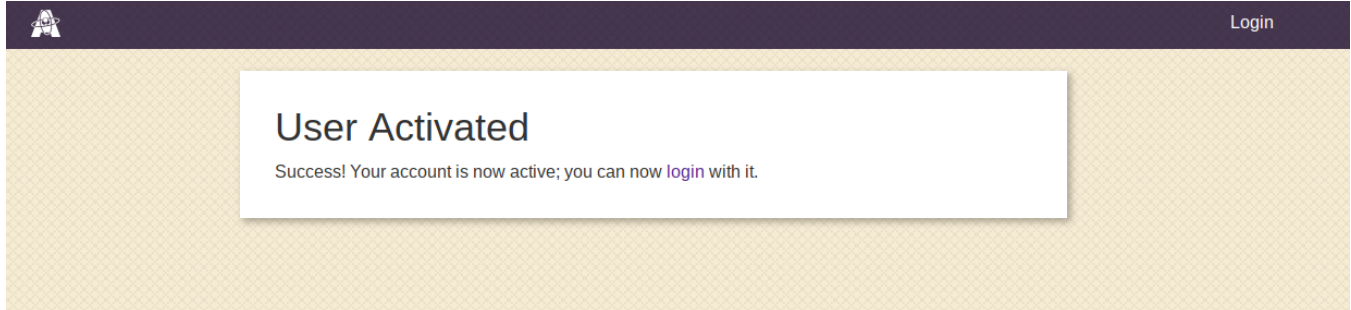 Login
User Activated
Success! Your account is now active; you can now login with it.